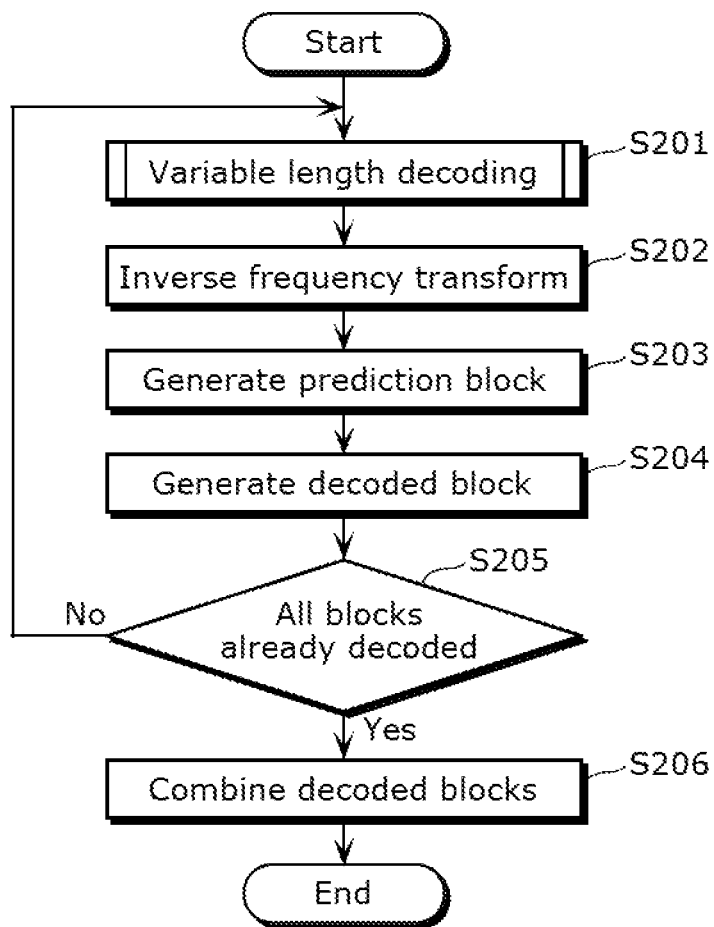 Start
Variable length decoding
S201
Inverse frequency transform
S202
Generate prediction block
S203
Generate decoded block
S204
S205
All blocks
already decoded
No
Yes
Combine decoded blocks
S206
End